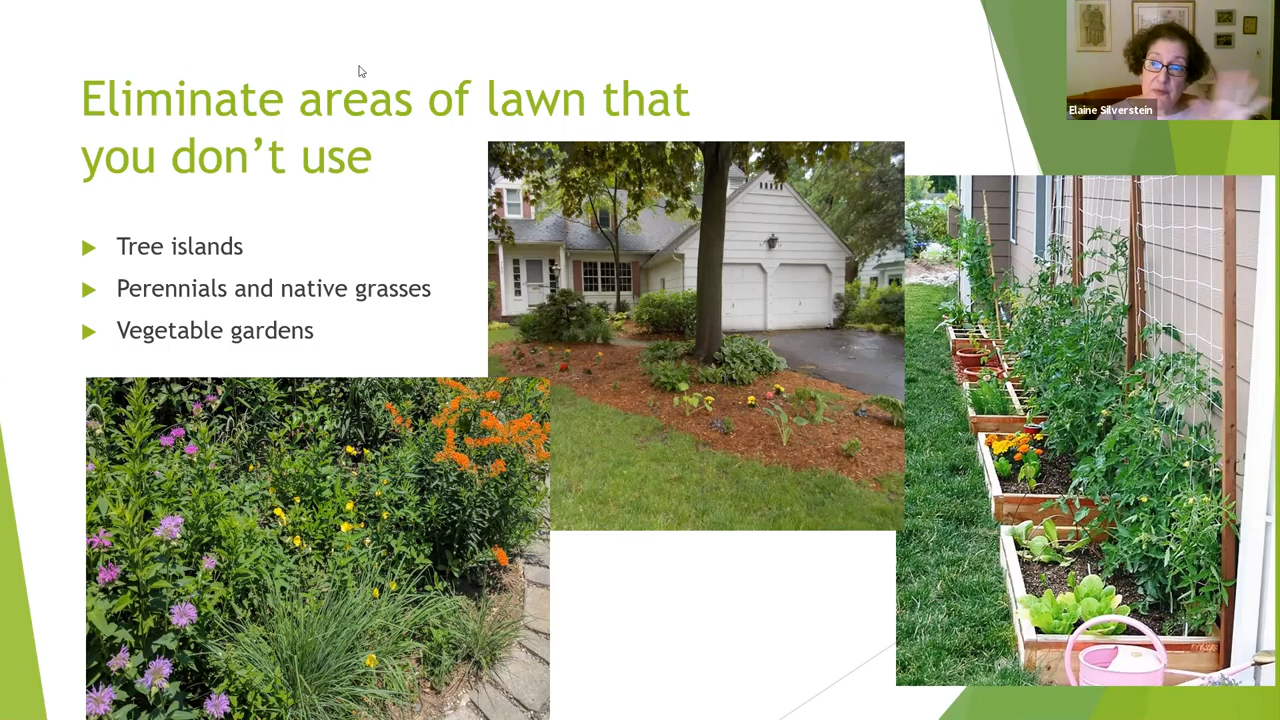 Eliminate areas of lawn that
you don't use
Tree islands
Perennials and native grasses
Vegetable gardens
Elaine Silverstein